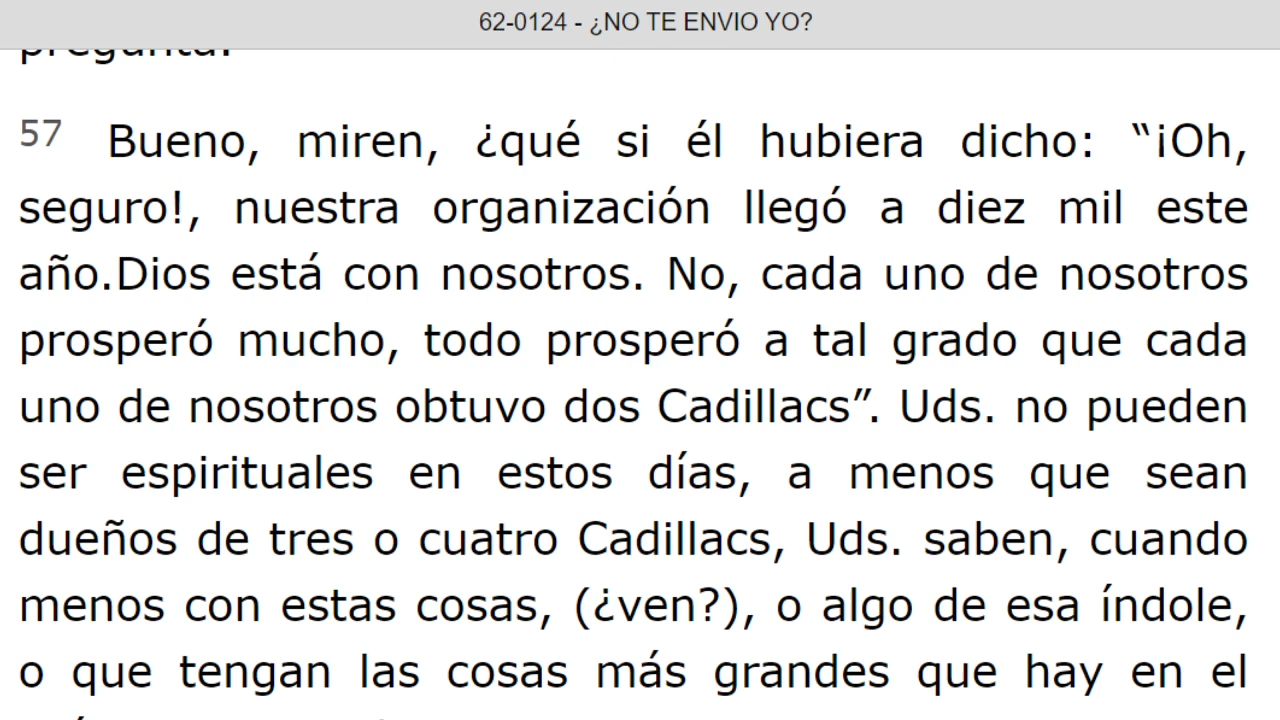 62-0124 - ¿NO TE ENVIO YO?
pregunta.
57 Bueno, miren, ¿qué si él hubiera dicho: “¡Oh,
seguro!, nuestra organización llegó a diez mil este
año.Dios está con nosotros. No, cada uno de nosotros
prosperó mucho, todo prosperó a tal grado que cada
uno de nosotros obtuvo dos Cadillacs”. Uds. no pueden
ser espirituales en estos días, a menos que sean
dueños de tres o cuatro Cadillacs, Uds. saben, cuando
menos con estas cosas, (¿ven?), o algo de esa índole,
o que tengan las cosas más grandes que hay en el